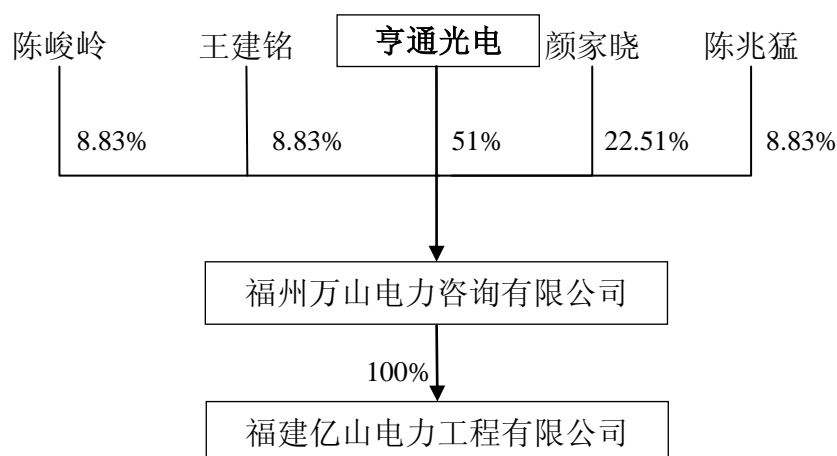 陈峻岭 王建铭 亨通光电 颜家晓 陈兆猛
8.83% 8.83% 51% 22.51% 8.83%
福州万山电力咨询有限公司
100%
福建亿山电力工程有限公司